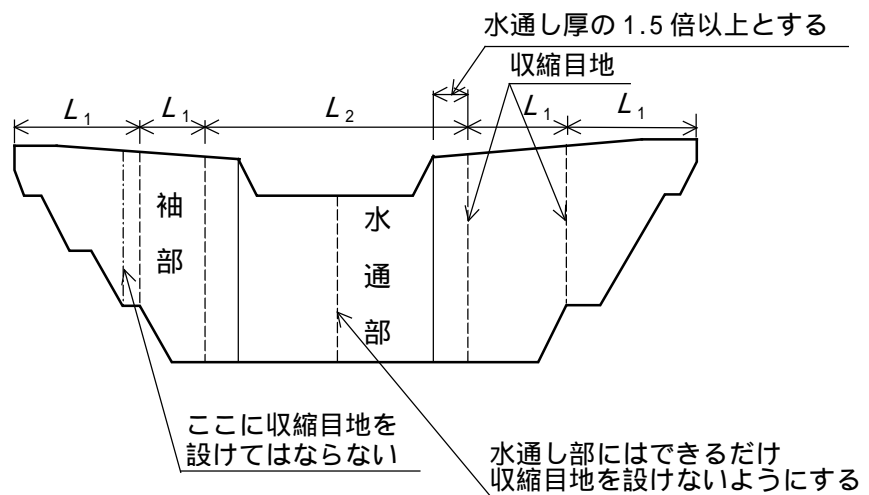 水通し厚の1.5倍以上とする
収縮目地
L1 L1 L2 L1 L1
袖部
水通部
ここに収縮目地を
設けてはならない
水通し部にはできるだけ
収縮目地を設けないようにする